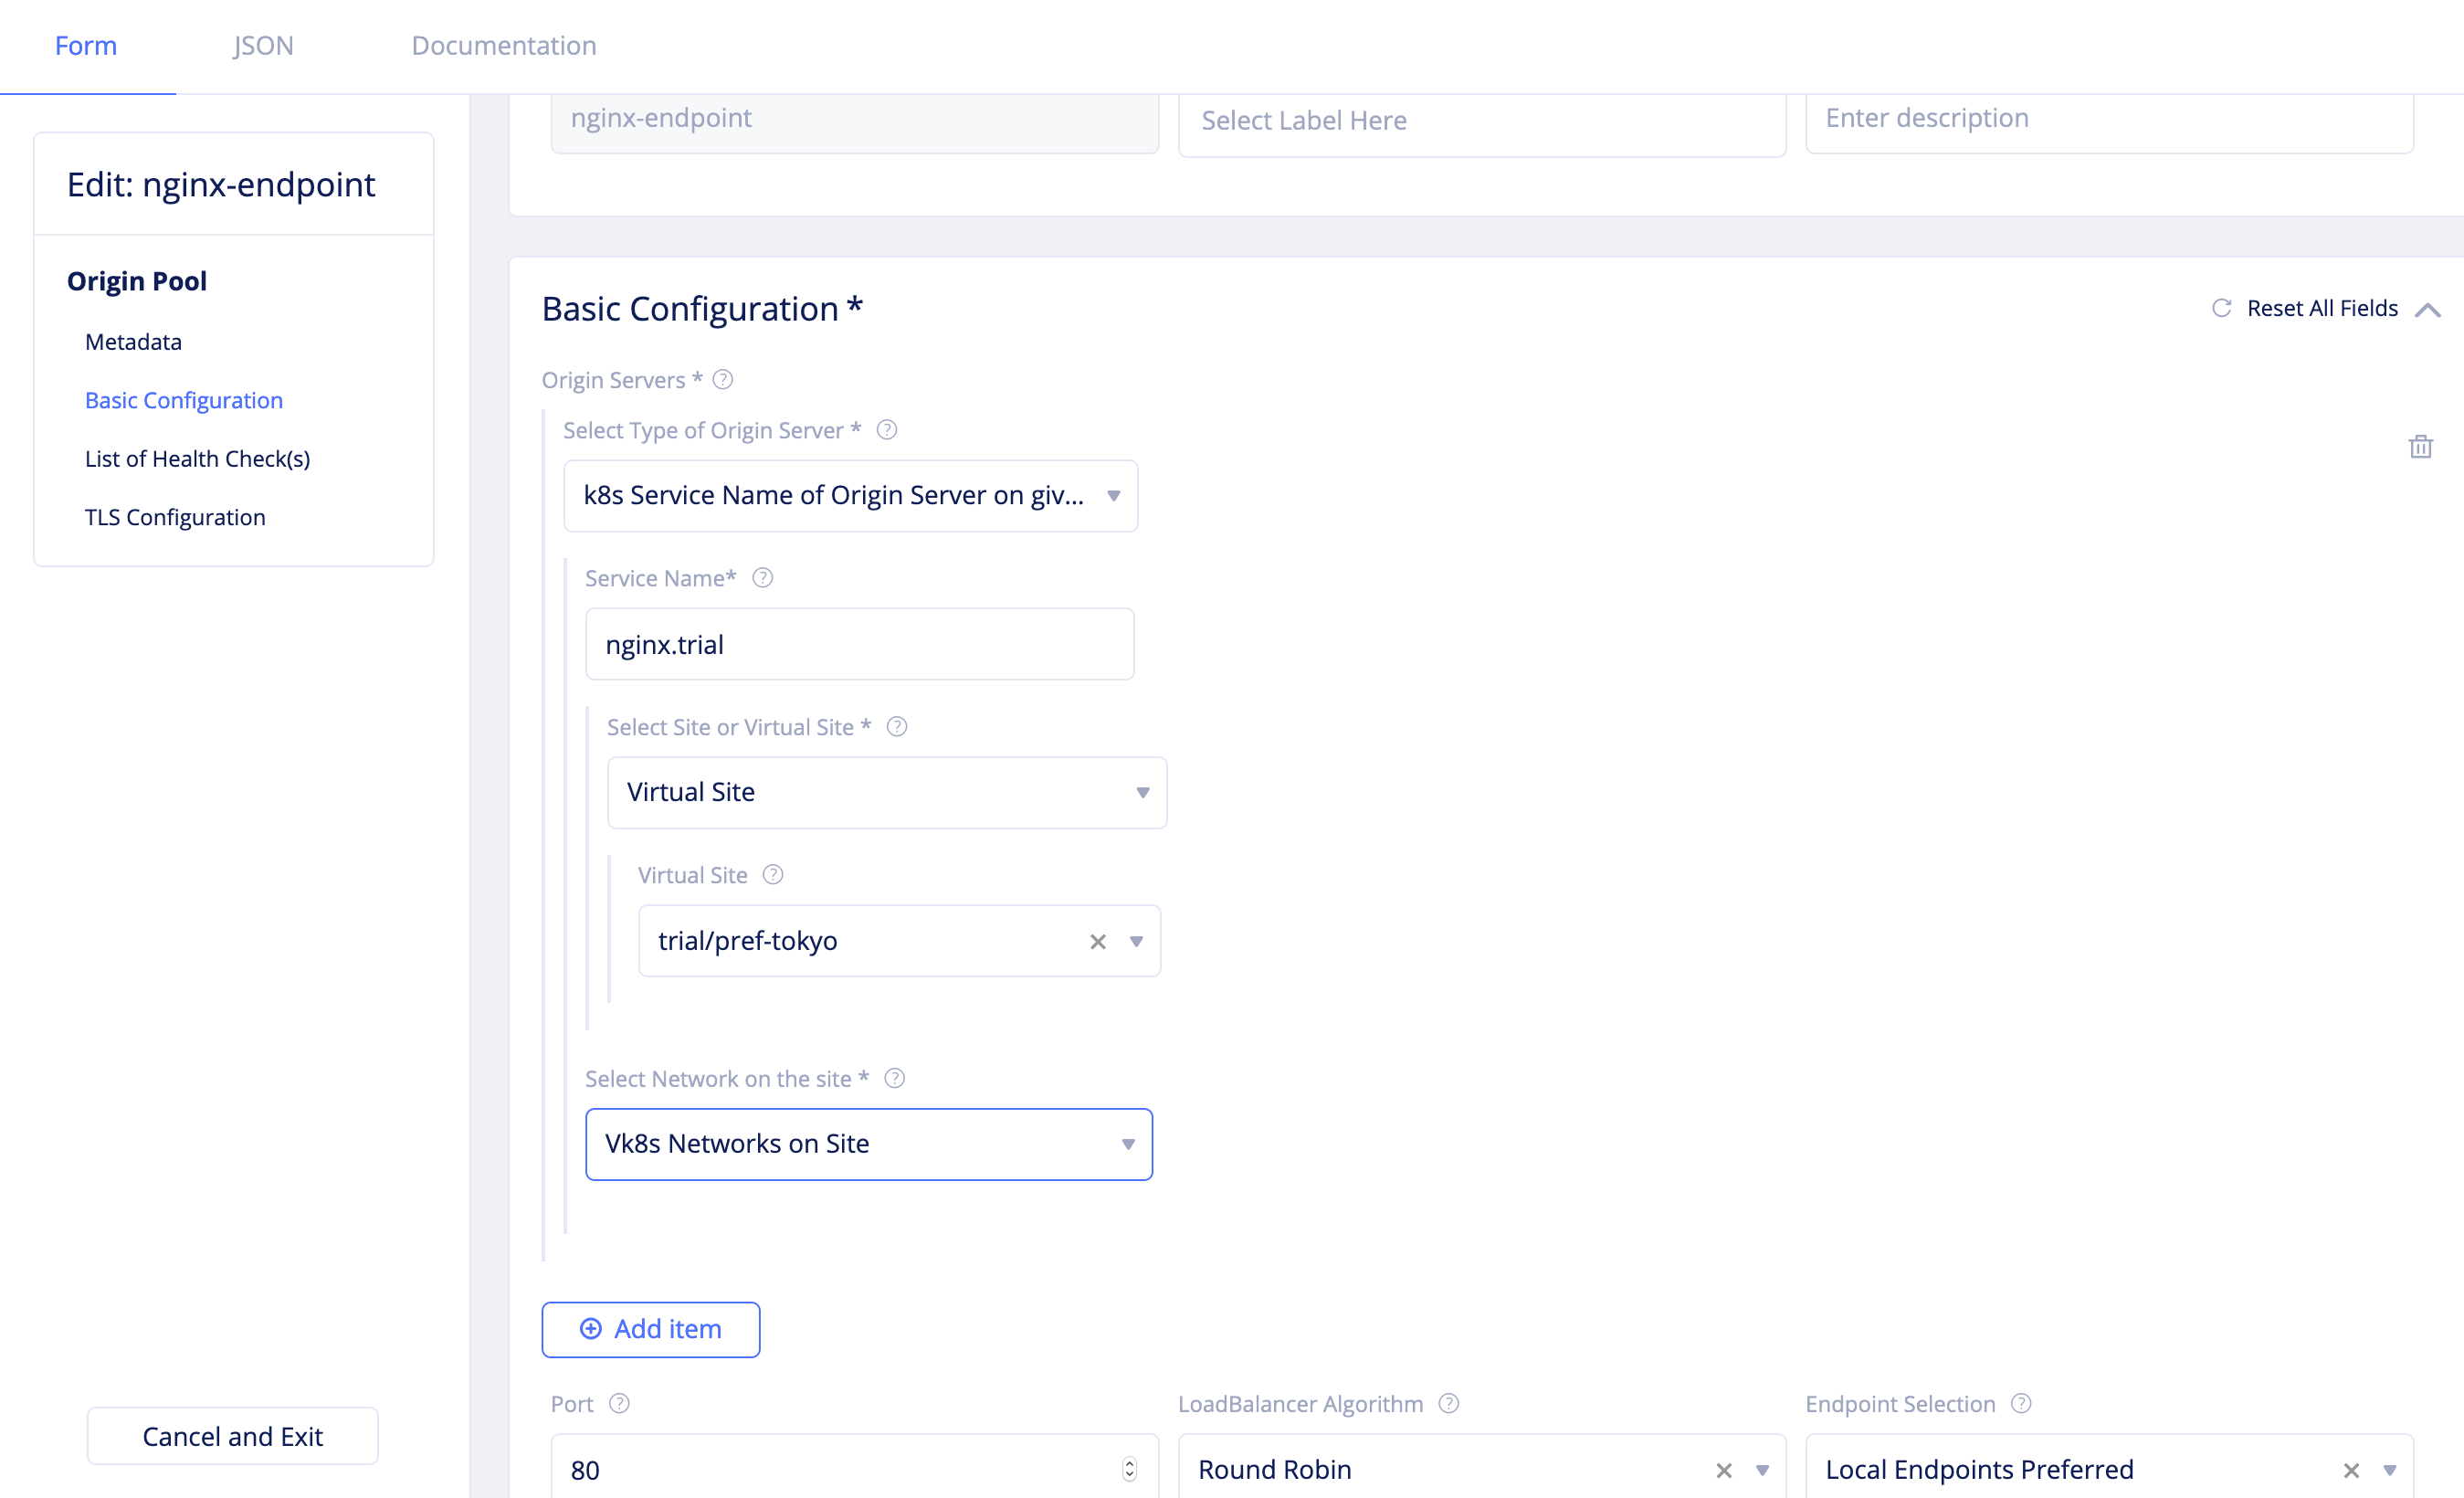 Form JSON Documentation
nginx-endpoint Select Label Here Enter description
Edit: nginx-endpoint
Origin Pool
Metadata
Basic Configuration
List of Health Check(s)
TLS Configuration
Cancel and Exit
Basic Configuration *
Reset All Fields
Origin Servers *
Select Type of Origin Server *
k8s Service Name of Origin Server on giv...
Service Name*
nginx.trial
Select Site or Virtual Site *
Virtual Site
Virtual Site
trial/pref-tokyo
Select Network on the site *
Vk8s Networks on Site
Add item
Port LoadBalancer Algorithm Endpoint Selection
80 Round Robin Local Endpoints Preferred